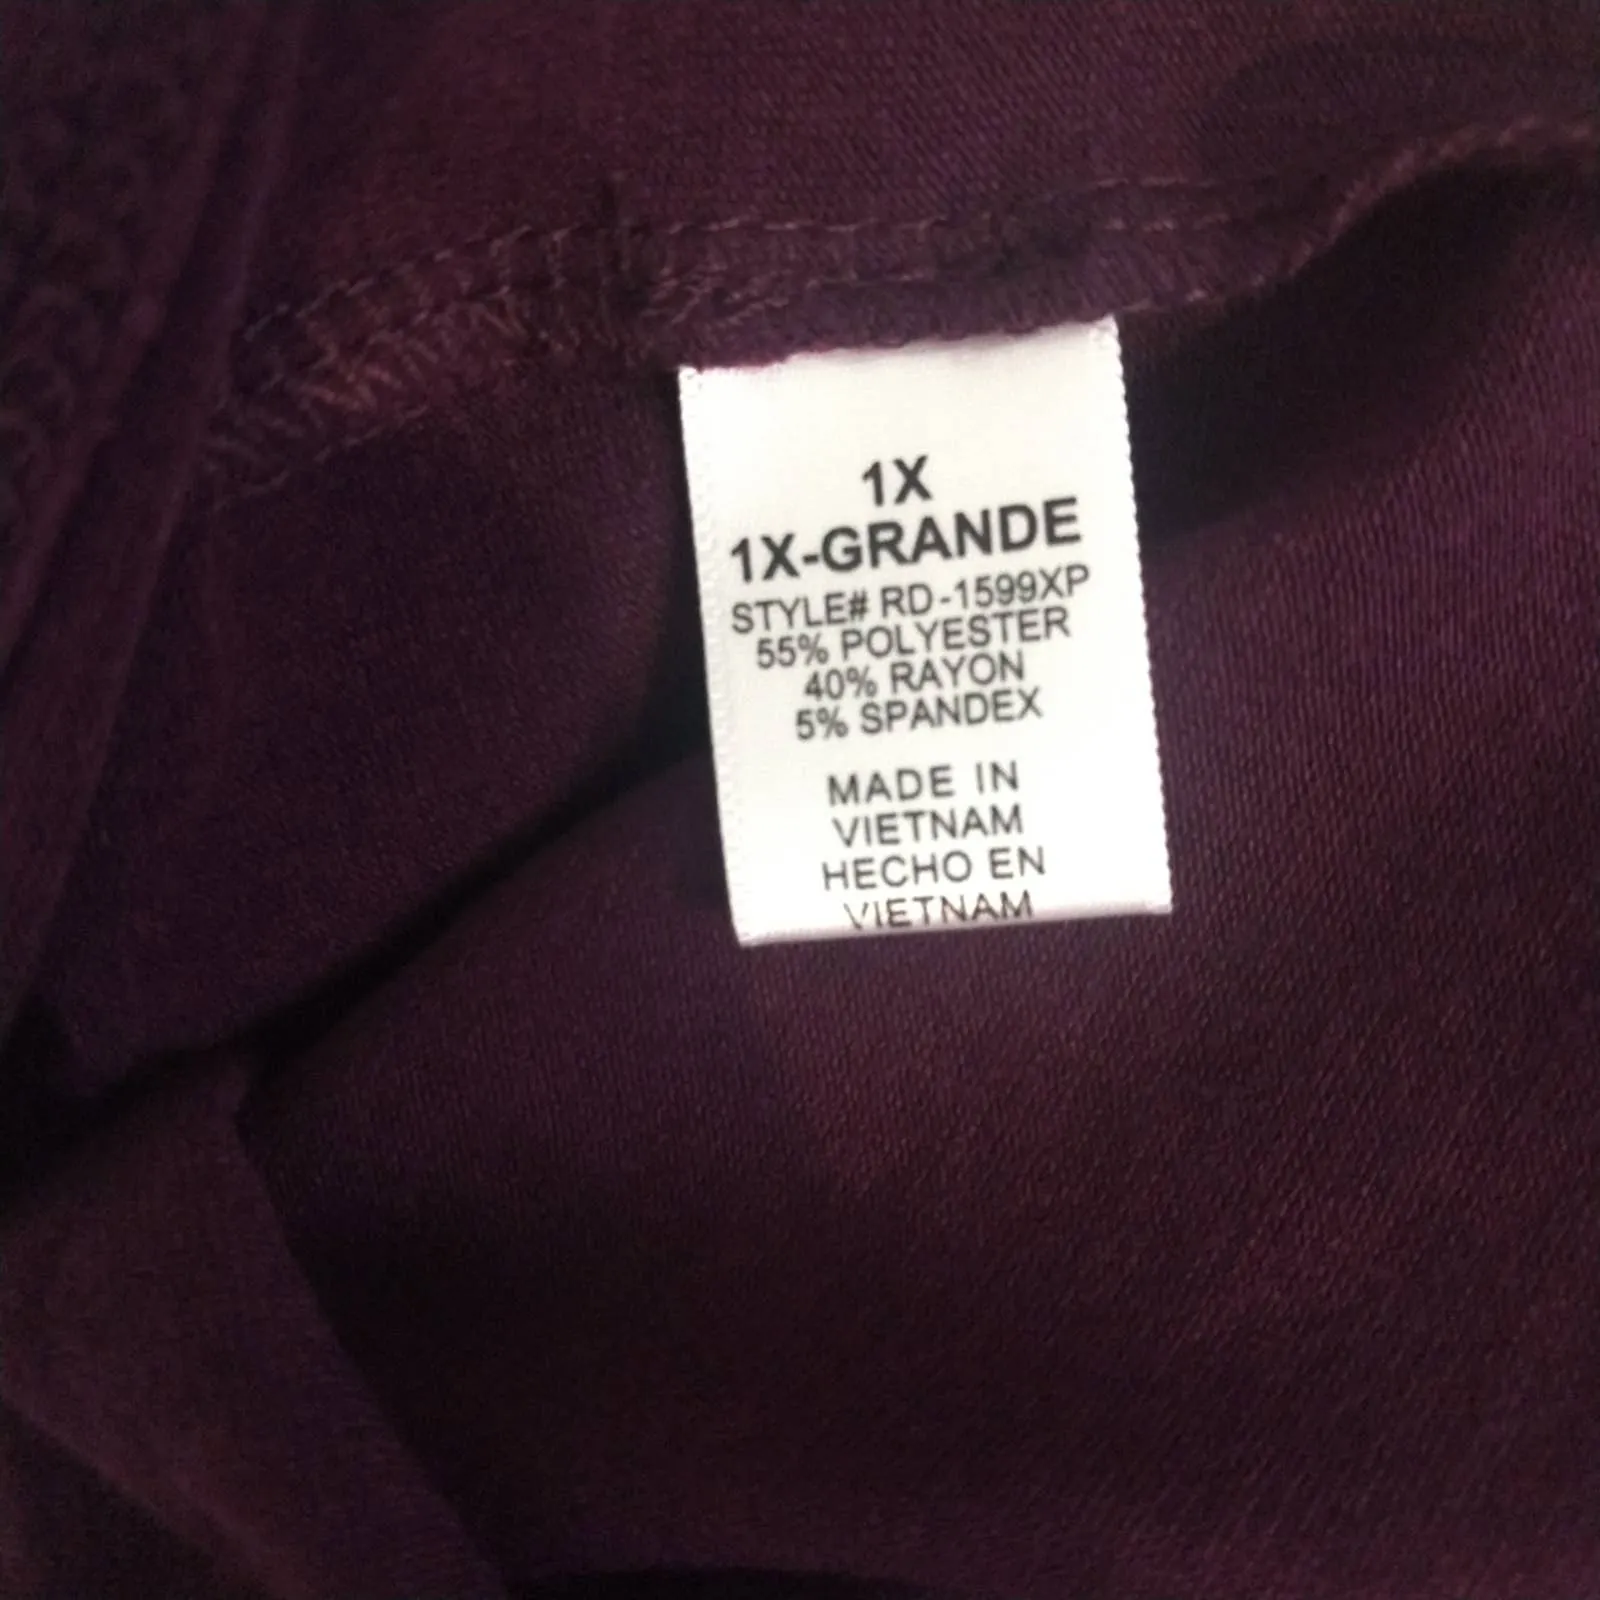 1X
1X-GRANDE
STYLE# RD-1599XP
55% POLYESTER
40% RAYON
5% SPANDEX
MADE IN
VIETNAM
HECHO EN
VIETNAM